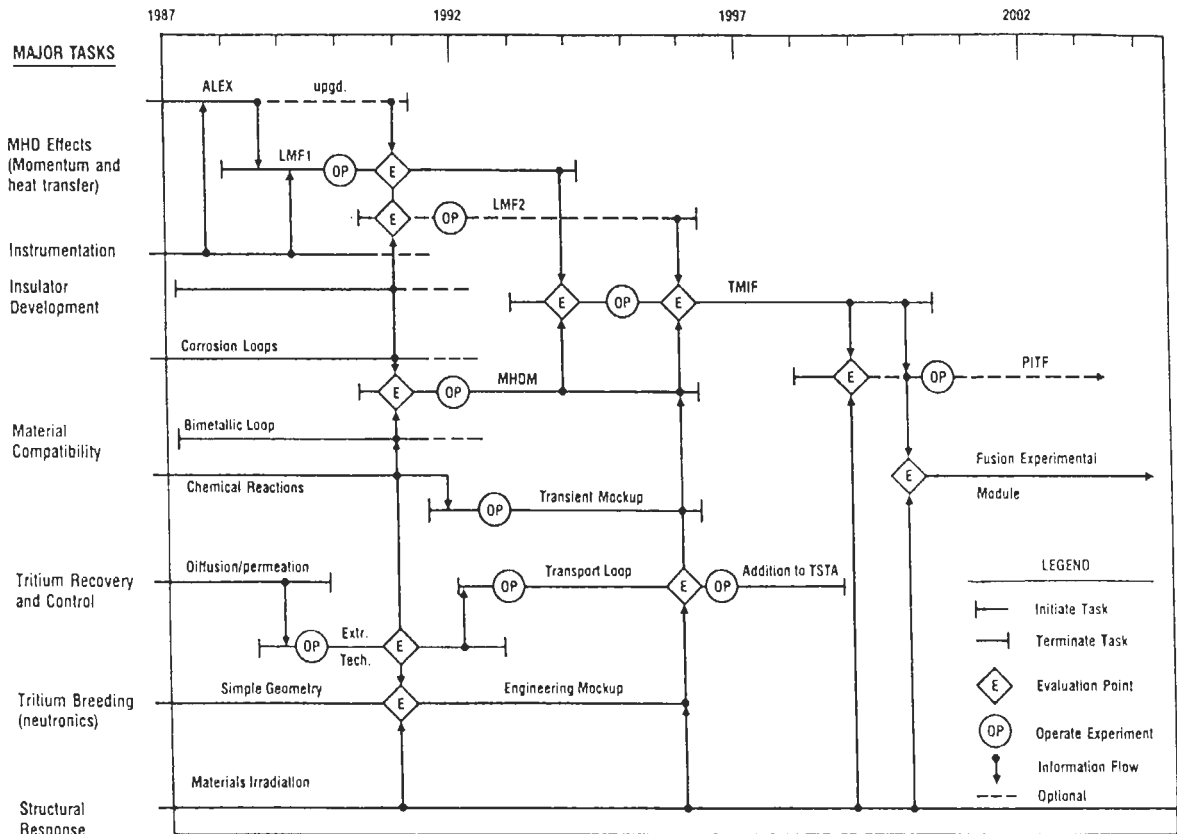 1987 1992 1997 2002
MAJOR TASKS
ALEX upgd.
MHD Effects
(Momentum and
heat transfer)
LMF1 OP E
E OP LMF2
Instrumentation
Insulator
Development
E OP E TMIF
Corrosion Loops
E OP MHDM
E OP PITF
Bimetallic Loop
Material
Compatibility
Chemical Reactions
E Fusion Experimental
Module
OP Transient Mockup
Diffusion/permeation
Tritium Recovery
and Control
OP Transport Loop E OP Addition to TSTA
OP Extr.
Tech. E
Simple Geometry E Engineering Mockup
Tritium Breeding
(neutronics)
Materials Irradiation
Structural
Response
LEGEND
Initiate Task
Terminate Task
E Evaluation Point
OP Operate Experiment
Information Flow
Optional